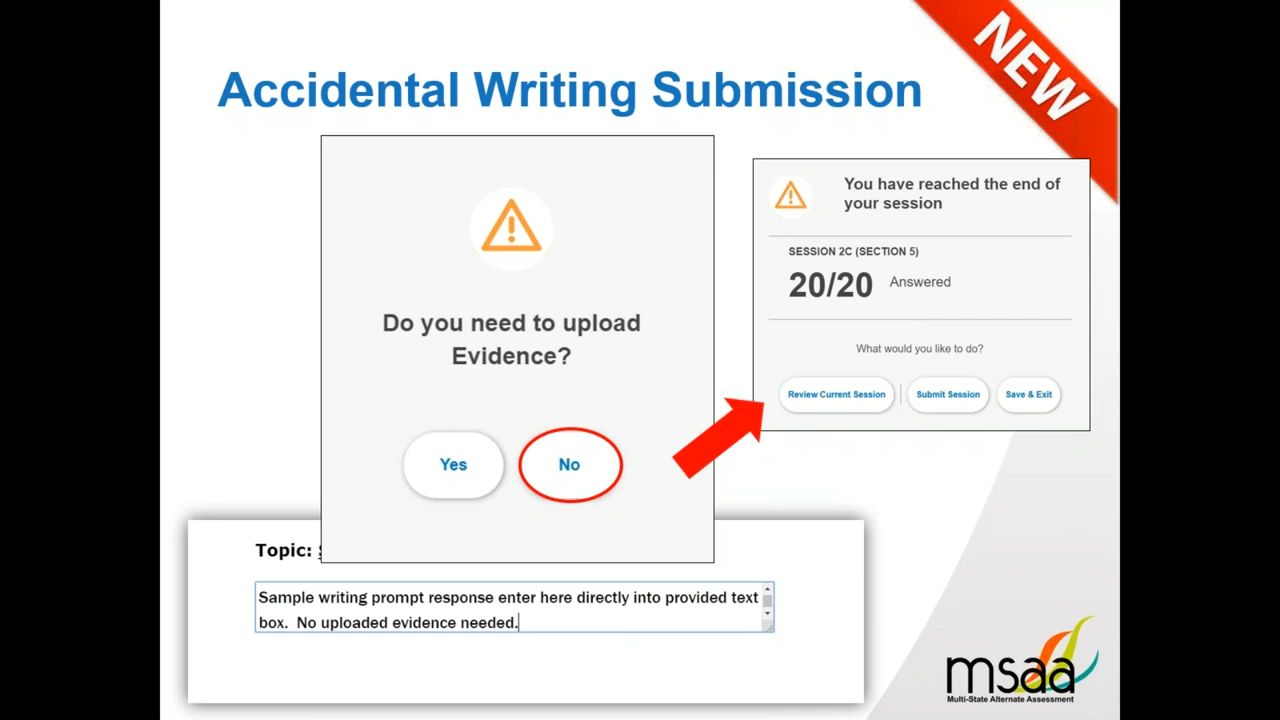 NEW
Accidental Writing Submission
Do you need to upload
Evidence?
Yes
No
You have reached the end of
your session
SESSION 2C (SECTION 5)
20/20 Answered
What would you like to do?
Review Current Session
Submit Session
Save & Exit
Topic:
Sample writing prompt response enter here directly into provided text
box. No uploaded evidence needed.
msaa
Multi-State Alternate Assessment